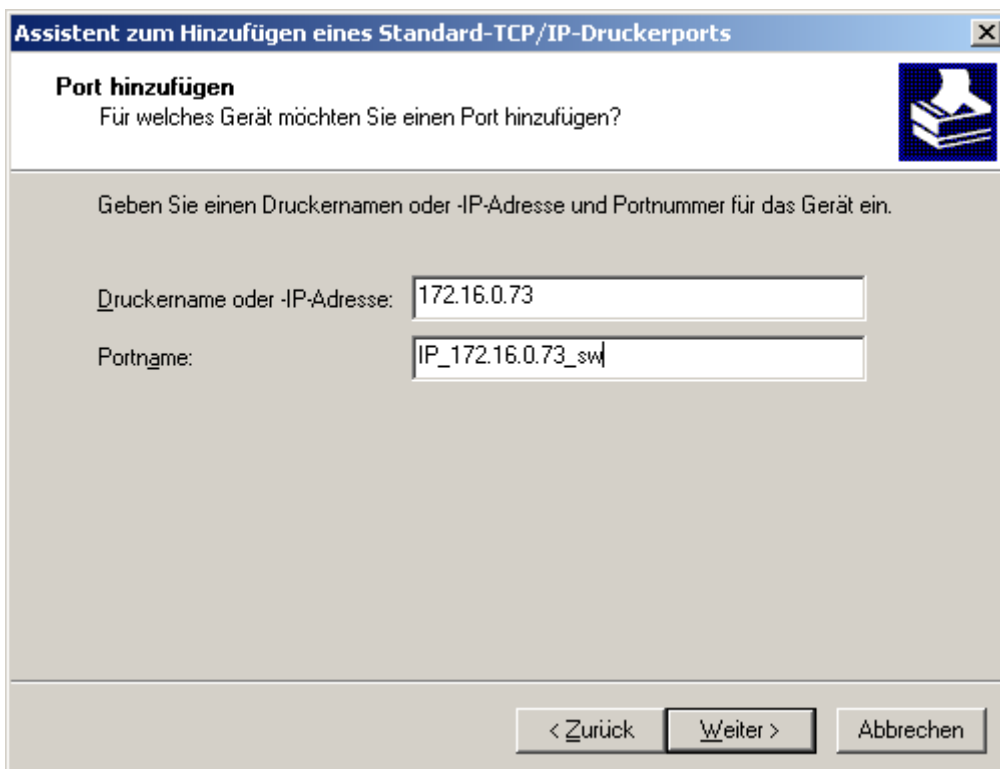 Assistent zum Hinzufügen eines Standard-TCP/IP-Druckerports
Port hinzufügen
Für welches Gerät möchten Sie einen Port hinzufügen?
Geben Sie einen Druckernamen oder -IP-Adresse und Portnummer für das Gerät ein.
Druckername oder -IP-Adresse: 172.16.0.73
Portname: IP_172.16.0.73_sw
< Zurück Weiter > Abbrechen